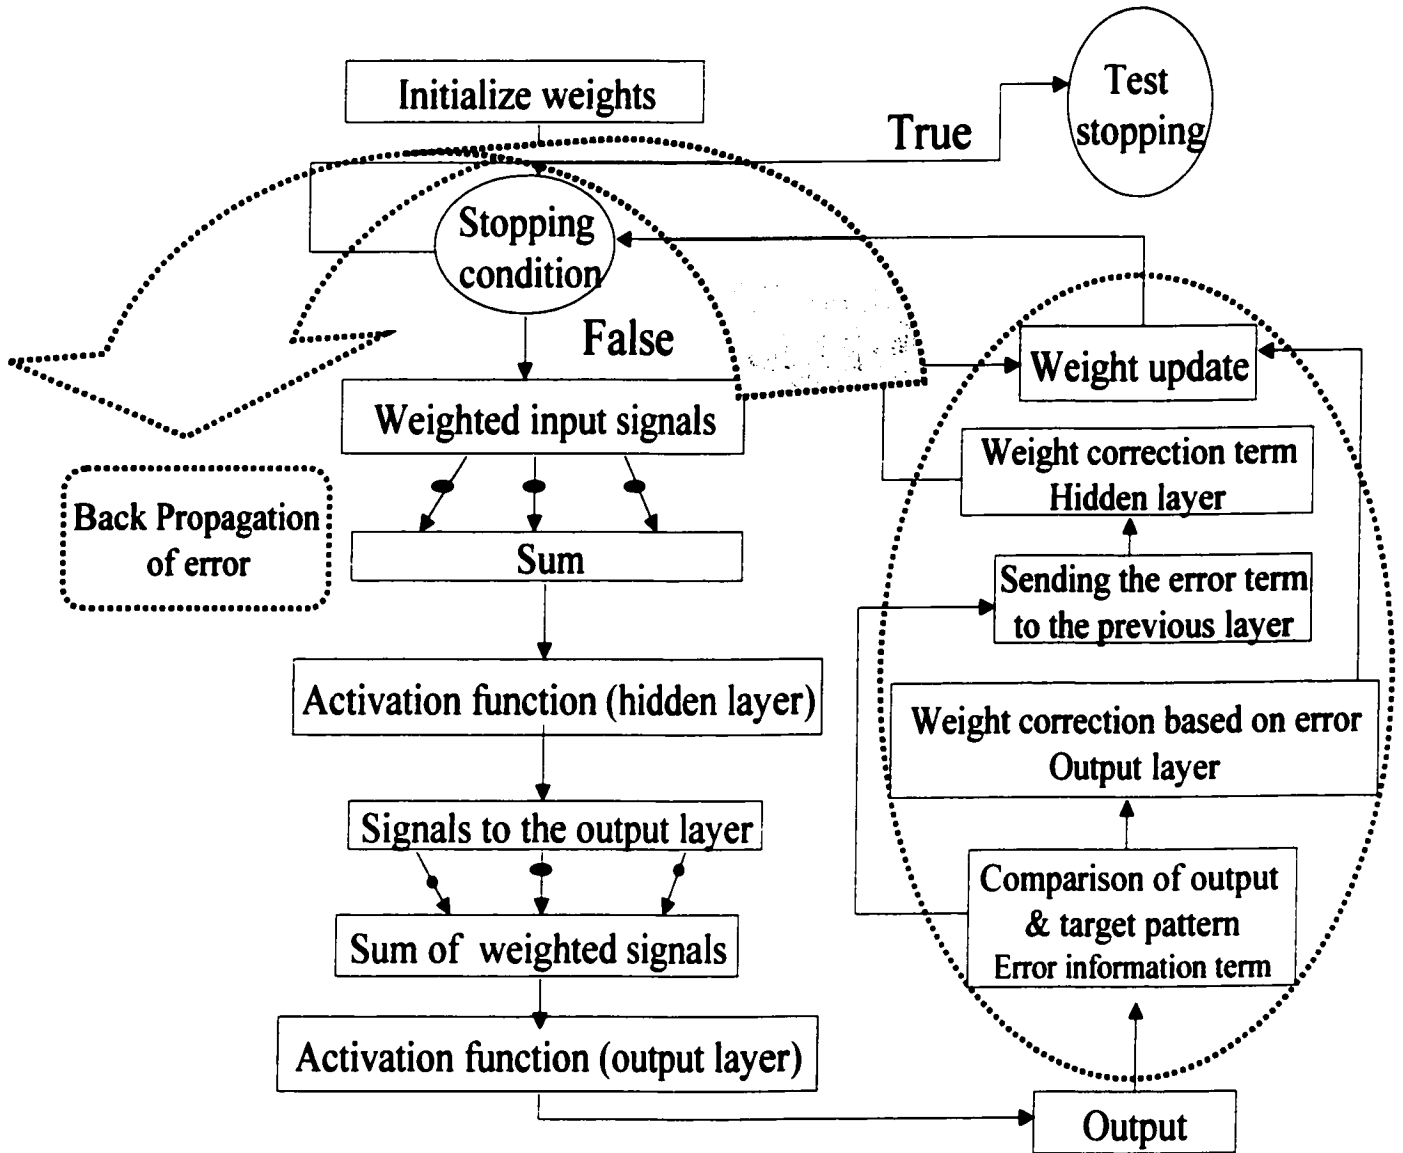 Initialize weights
Test
stopping
True
Stopping
condition
False
Weighted input signals
Back Propagation
of error
Sum
Activation function (hidden layer)
Signals to the output layer
Sum of weighted signals
Activation function (output layer)
Output
Comparison of output
& target pattern
Error information term
Weight correction based on error
Output layer
Sending the error term
to the previous layer
Weight correction term
Hidden layer
Weight update